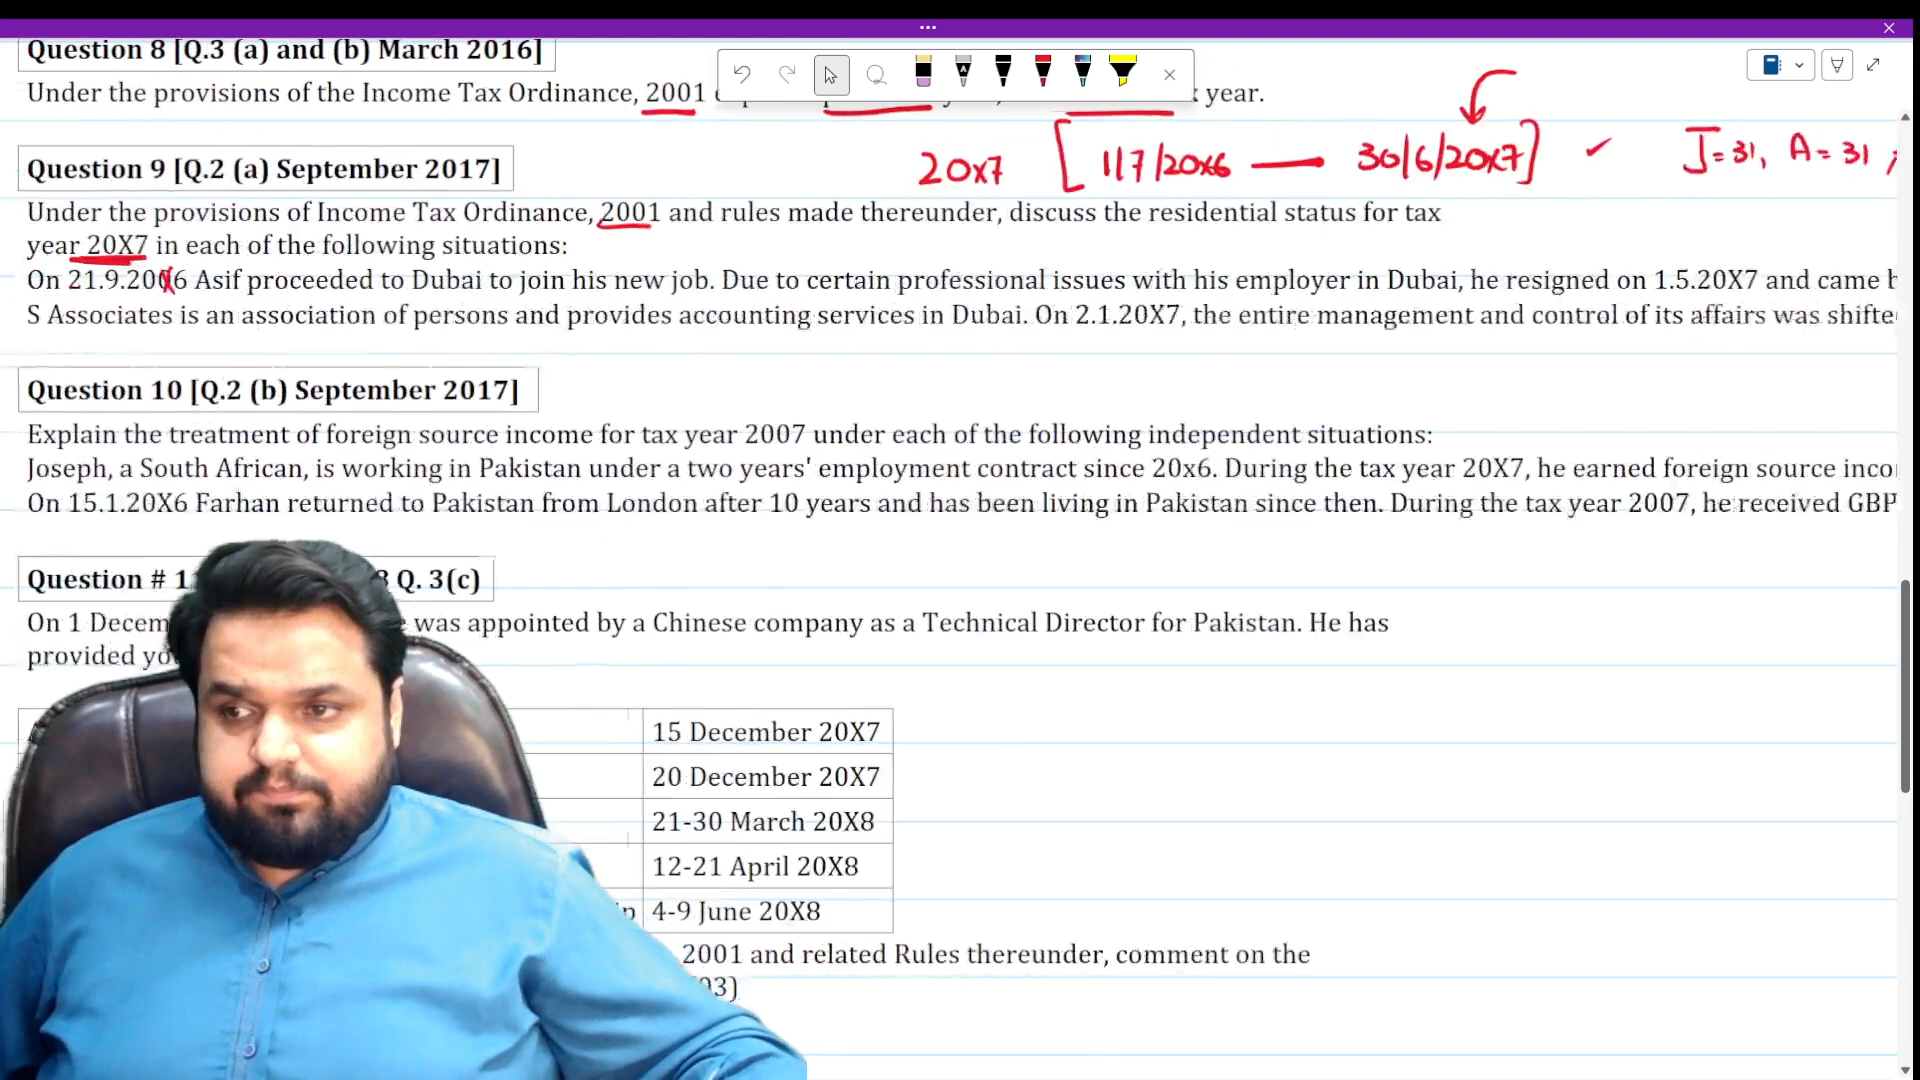 Question 8 [Q.3 (a) and (b) March 2016]
Under the provisions of the Income Tax Ordinance, 2001 year.
20x7 [1/7/20x6 — 30/6/20x7] ✓ J=31, A=31
Question 9 [Q.2 (a) September 2017]
Under the provisions of Income Tax Ordinance, 2001 and rules made thereunder, discuss the residential status for tax
year 20X7 in each of the following situations:
On 21.9.20X6 Asif proceeded to Dubai to join his new job. Due to certain professional issues with his employer in Dubai, he resigned on 1.5.20X7 and came
S Associates is an association of persons and provides accounting services in Dubai. On 2.1.20X7, the entire management and control of its affairs was shifte
Question 10 [Q.2 (b) September 2017]
Explain the treatment of foreign source income for tax year 2007 under each of the following independent situations:
Joseph, a South African, is working in Pakistan under a two years' employment contract since 20x6. During the tax year 20X7, he earned foreign source inco
On 15.1.20X6 Farhan returned to Pakistan from London after 10 years and has been living in Pakistan since then. During the tax year 2007, he received GBP
Question # 1 Q. 3(c)
On 1 Decem was appointed by a Chinese company as a Technical Director for Pakistan. He has
provided yo
15 December 20X7
20 December 20X7
21-30 March 20X8
12-21 April 20X8
4-9 June 20X8
2001 and related Rules thereunder, comment on the
03)